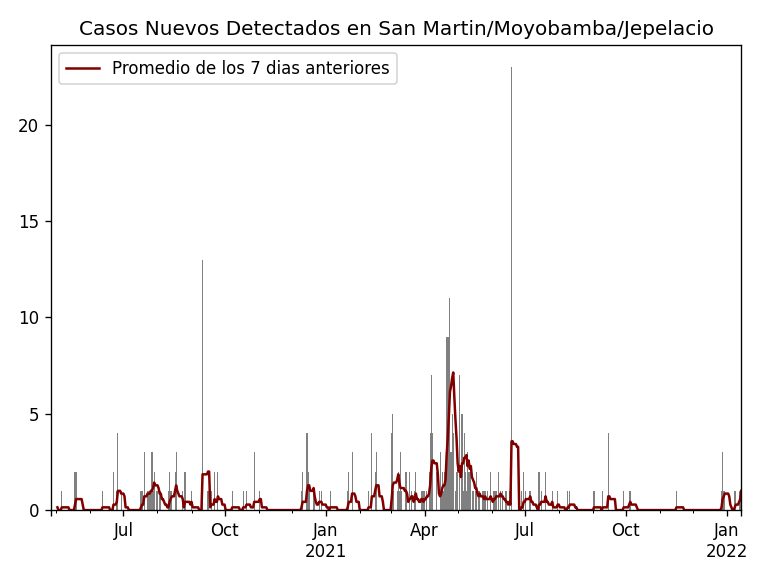 Casos Nuevos Detectados en San Martin/Moyobamba/Jepelacio
Promedio de los 7 dias anteriores
20
15
10
5
0
Jul Oct Jan Apr Jul Oct Jan
2021 2022